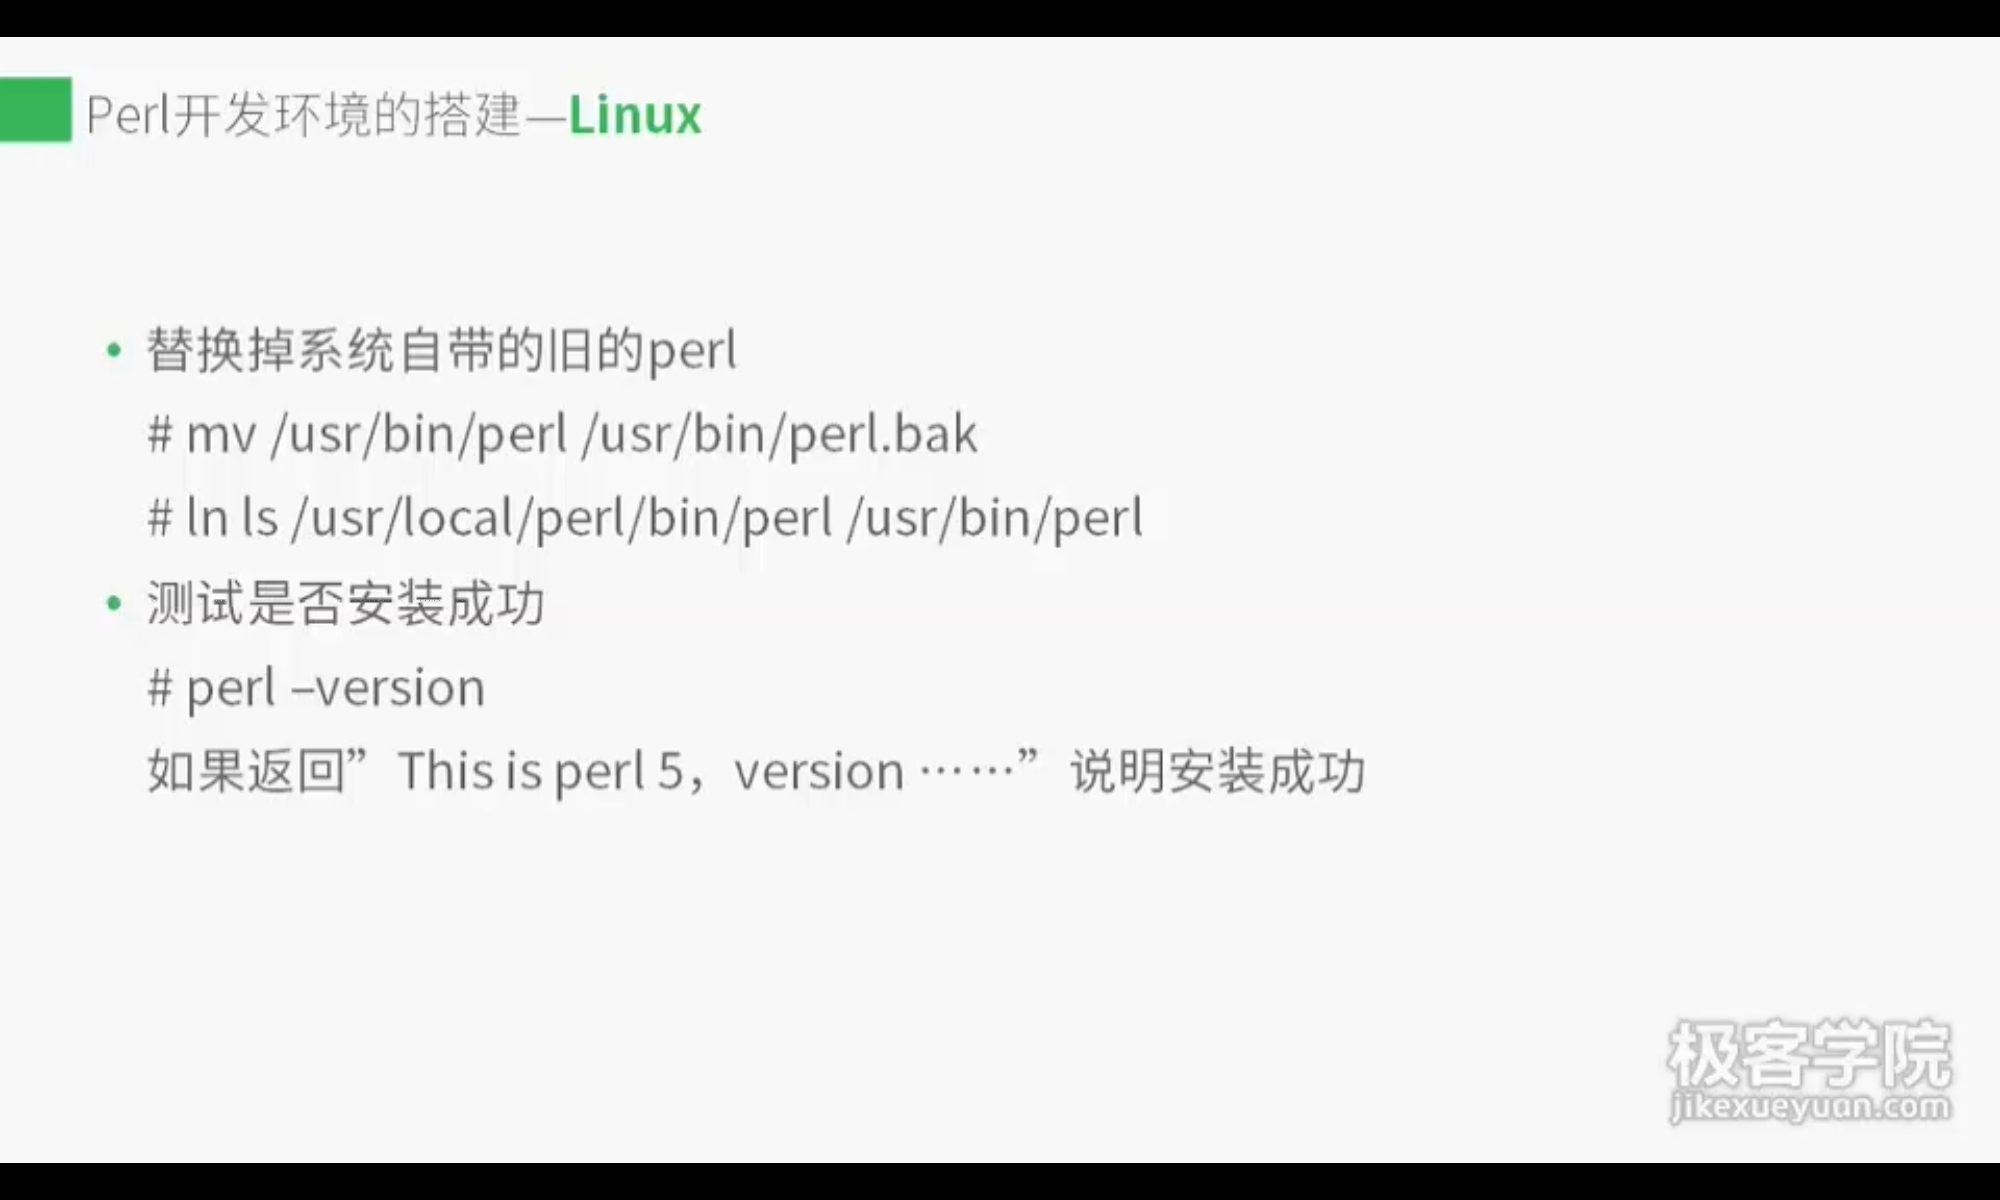 Perl开发环境的搭建—Linux
• 替换掉系统自带的旧的perl
# mv /usr/bin/perl /usr/bin/perl.bak
# ln ls /usr/local/perl/bin/perl /usr/bin/perl
• 测试是否安装成功
# perl –version
如果返回” This is perl 5，version ……” 说明安装成功
极客学院
jikexueyuan.com